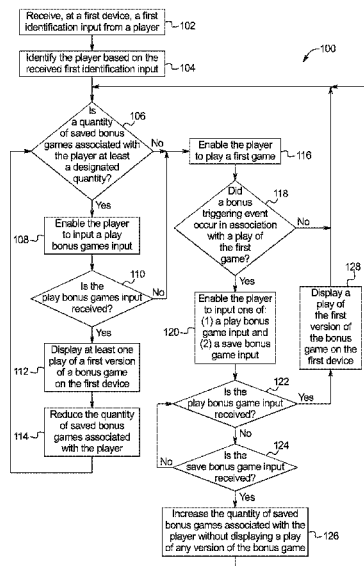 Receive, at a first device, a first
identification input from a player
102
Identify the player based on the
received first identification input
104
100
Is
a quantity
of saved bonus
games associated with
the player at least
a designated
quantity?
106
No
Yes
Enable the player
to input a play
bonus games input
108
Is the
play bonus games input
received?
110
No
Yes
Display at least one
play of a first version
of a bonus game
on the first device
112
Reduce the quantity
of saved bonus
games associated
with the player
114
Enable the player
to play a first game
116
Did
a bonus
triggering event
occur in association
with a play of
the first
game?
118
No
Yes
Enable the player
to input one of:
(1) a play bonus
game input and
(2) a save bonus
game input
120
Is the
play bonus game input
received?
122
Yes
No
Is the
save bonus game input
received?
124
No
Yes
Increase the quantity of saved
bonus games associated with the
player without displaying a play
of any version of the bonus game
126
128
Display a
play of
the first
version of
the bonus
game on
the first
device